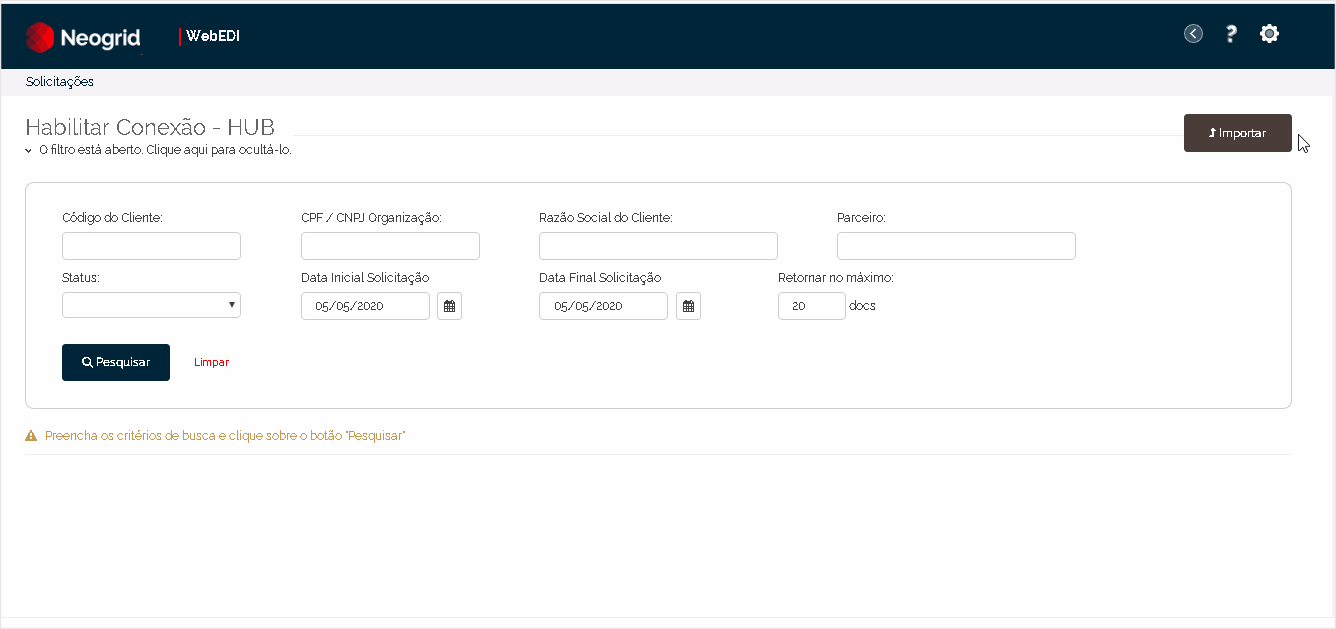 Neogrid WebEDI ?
Solicitações
Habilitar Conexão - HUB
Importar
O filtro está aberto. Clique aqui para ocultá-lo.
Código do Cliente: CPF / CNPJ Organização: Razão Social do Cliente: Parceiro:
Status: Data Inicial Solicitação Data Final Solicitação Retornar no máximo:
05/05/2020 05/05/2020 20 docs
Pesquisar Limpar
Preencha os critérios de busca e clique sobre o botão "Pesquisar"